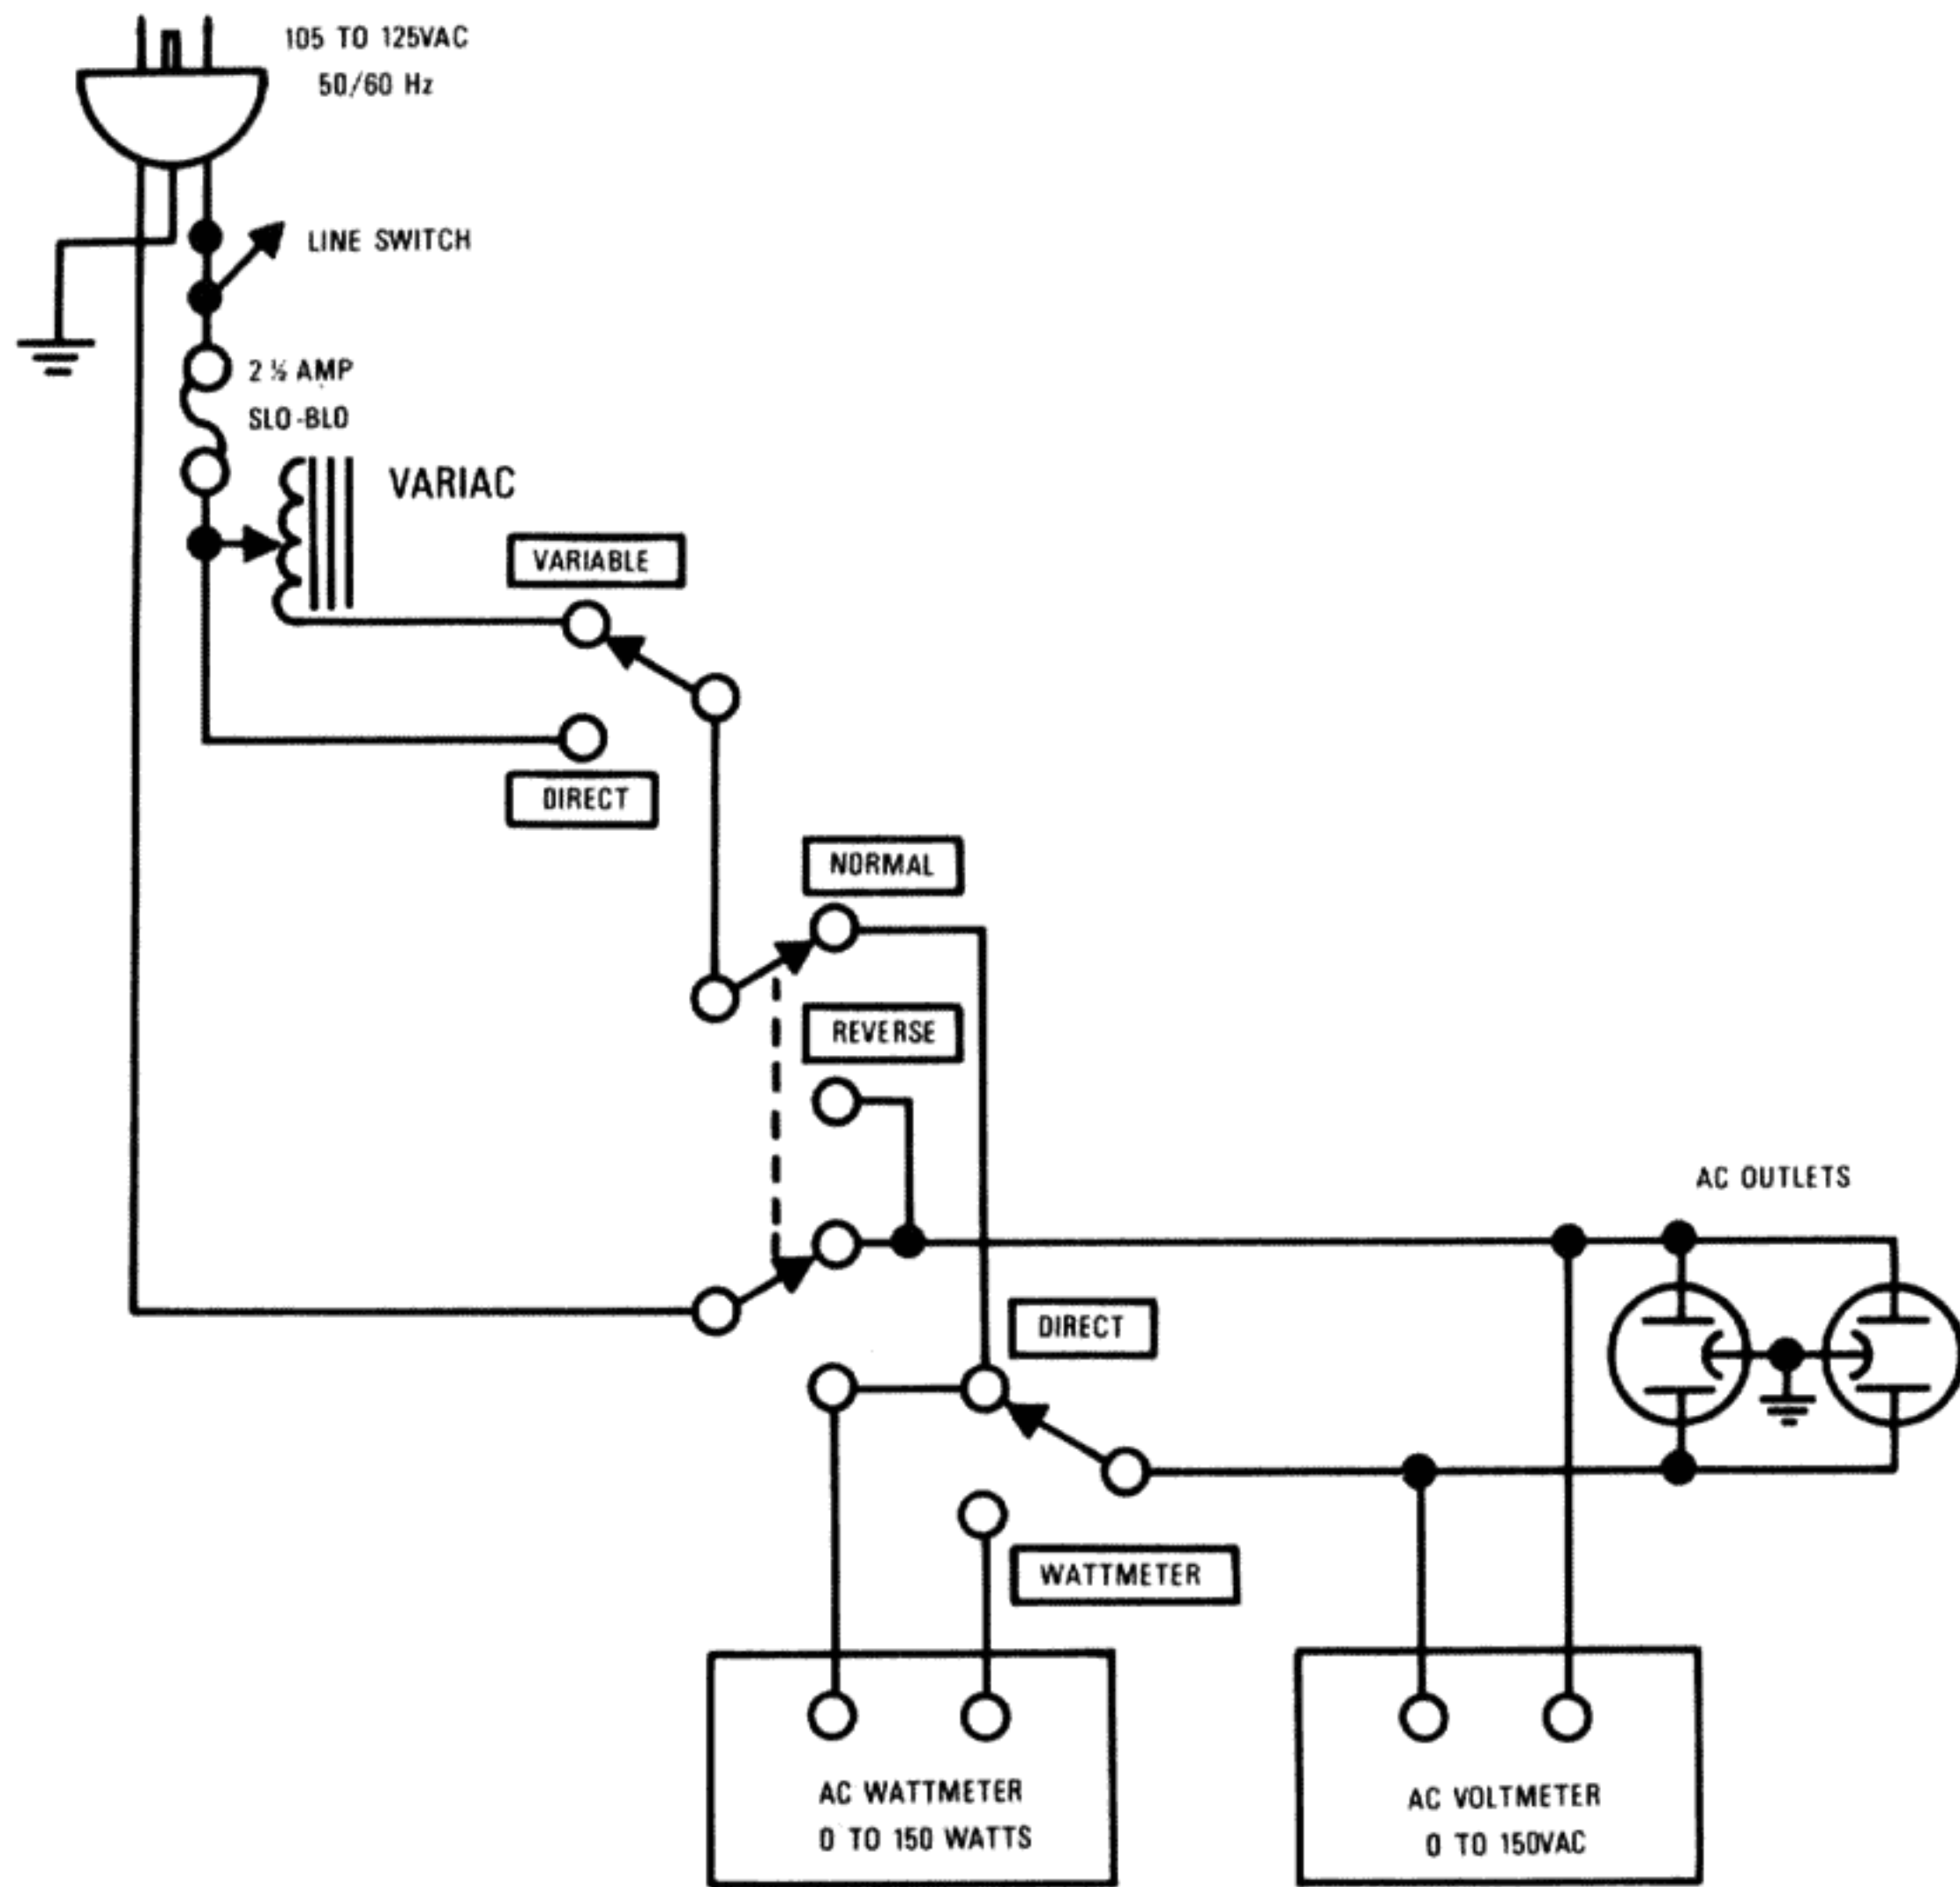 105 TO 125VAC
50/60 Hz
LINE SWITCH
2 ½ AMP
SLO-BLO
VARIAC
VARIABLE
DIRECT
NORMAL
REVERSE
AC OUTLETS
DIRECT
WATTMETER
AC WATTMETER
0 TO 150 WATTS
AC VOLTMETER
0 TO 150VAC